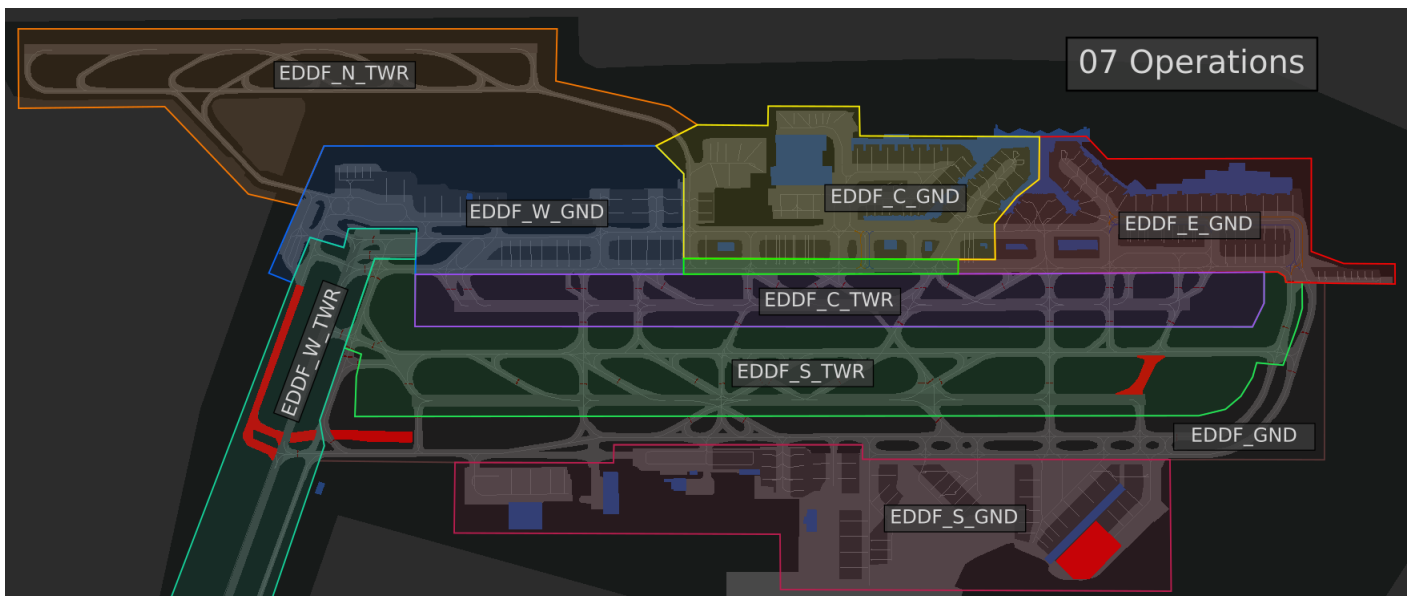 07 Operations
EDDF_N_TWR
EDDF_C_GND
EDDF_W_GND
EDDF_E_GND
EDDF_C_TWR
EDDF_W_TWR
EDDF_S_TWR
EDDF_GND
EDDF_S_GND